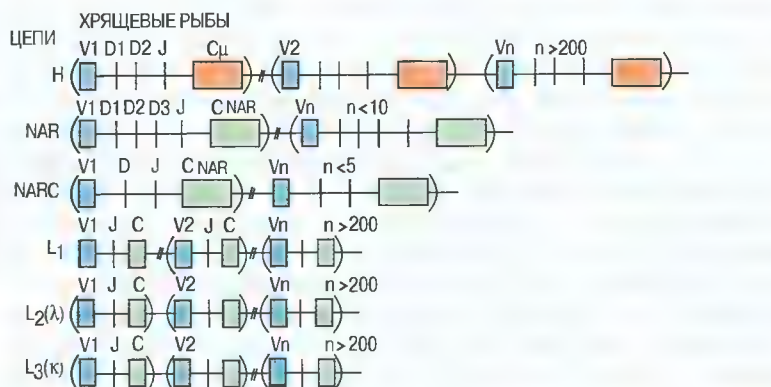 ХРЯЩЕВЫЕ РЫБЫ
ЦЕПИ
V1 D1 D2 J Cμ V2 Vn n>200
H
V1 D1 D2 D3 J C NAR Vn n<10
NAR
V1 D J C NAR Vn n<5
NARC
V1 J C V2 J C Vn n>200
L1
V1 J C V2 Vn n>200
L2(λ)
V1 J C V2 Vn n>200
L3(κ)